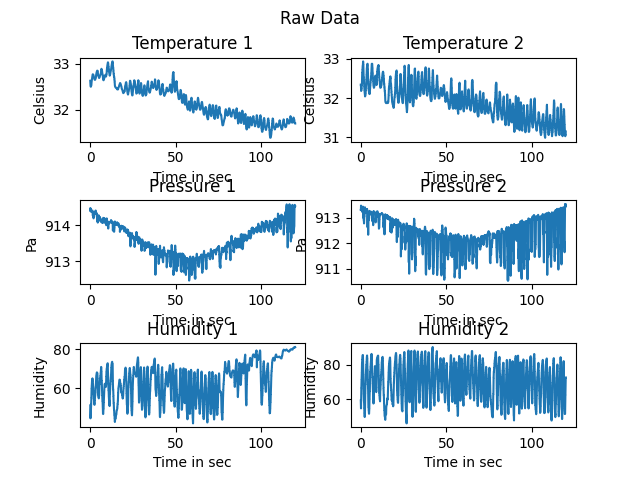 Raw Data
Temperature 1
Celsius
33
32
0 50 100
Time in sec
Temperature 2
Celsius
33
32
31
0 50 100
Time in sec
Pressure 1
Pa
914
913
0 50 100
Time in sec
Pressure 2
Pa
913
912
911
0 50 100
Time in sec
Humidity 1
Humidity
80
60
0 50 100
Time in sec
Humidity 2
Humidity
80
60
0 50 100
Time in sec